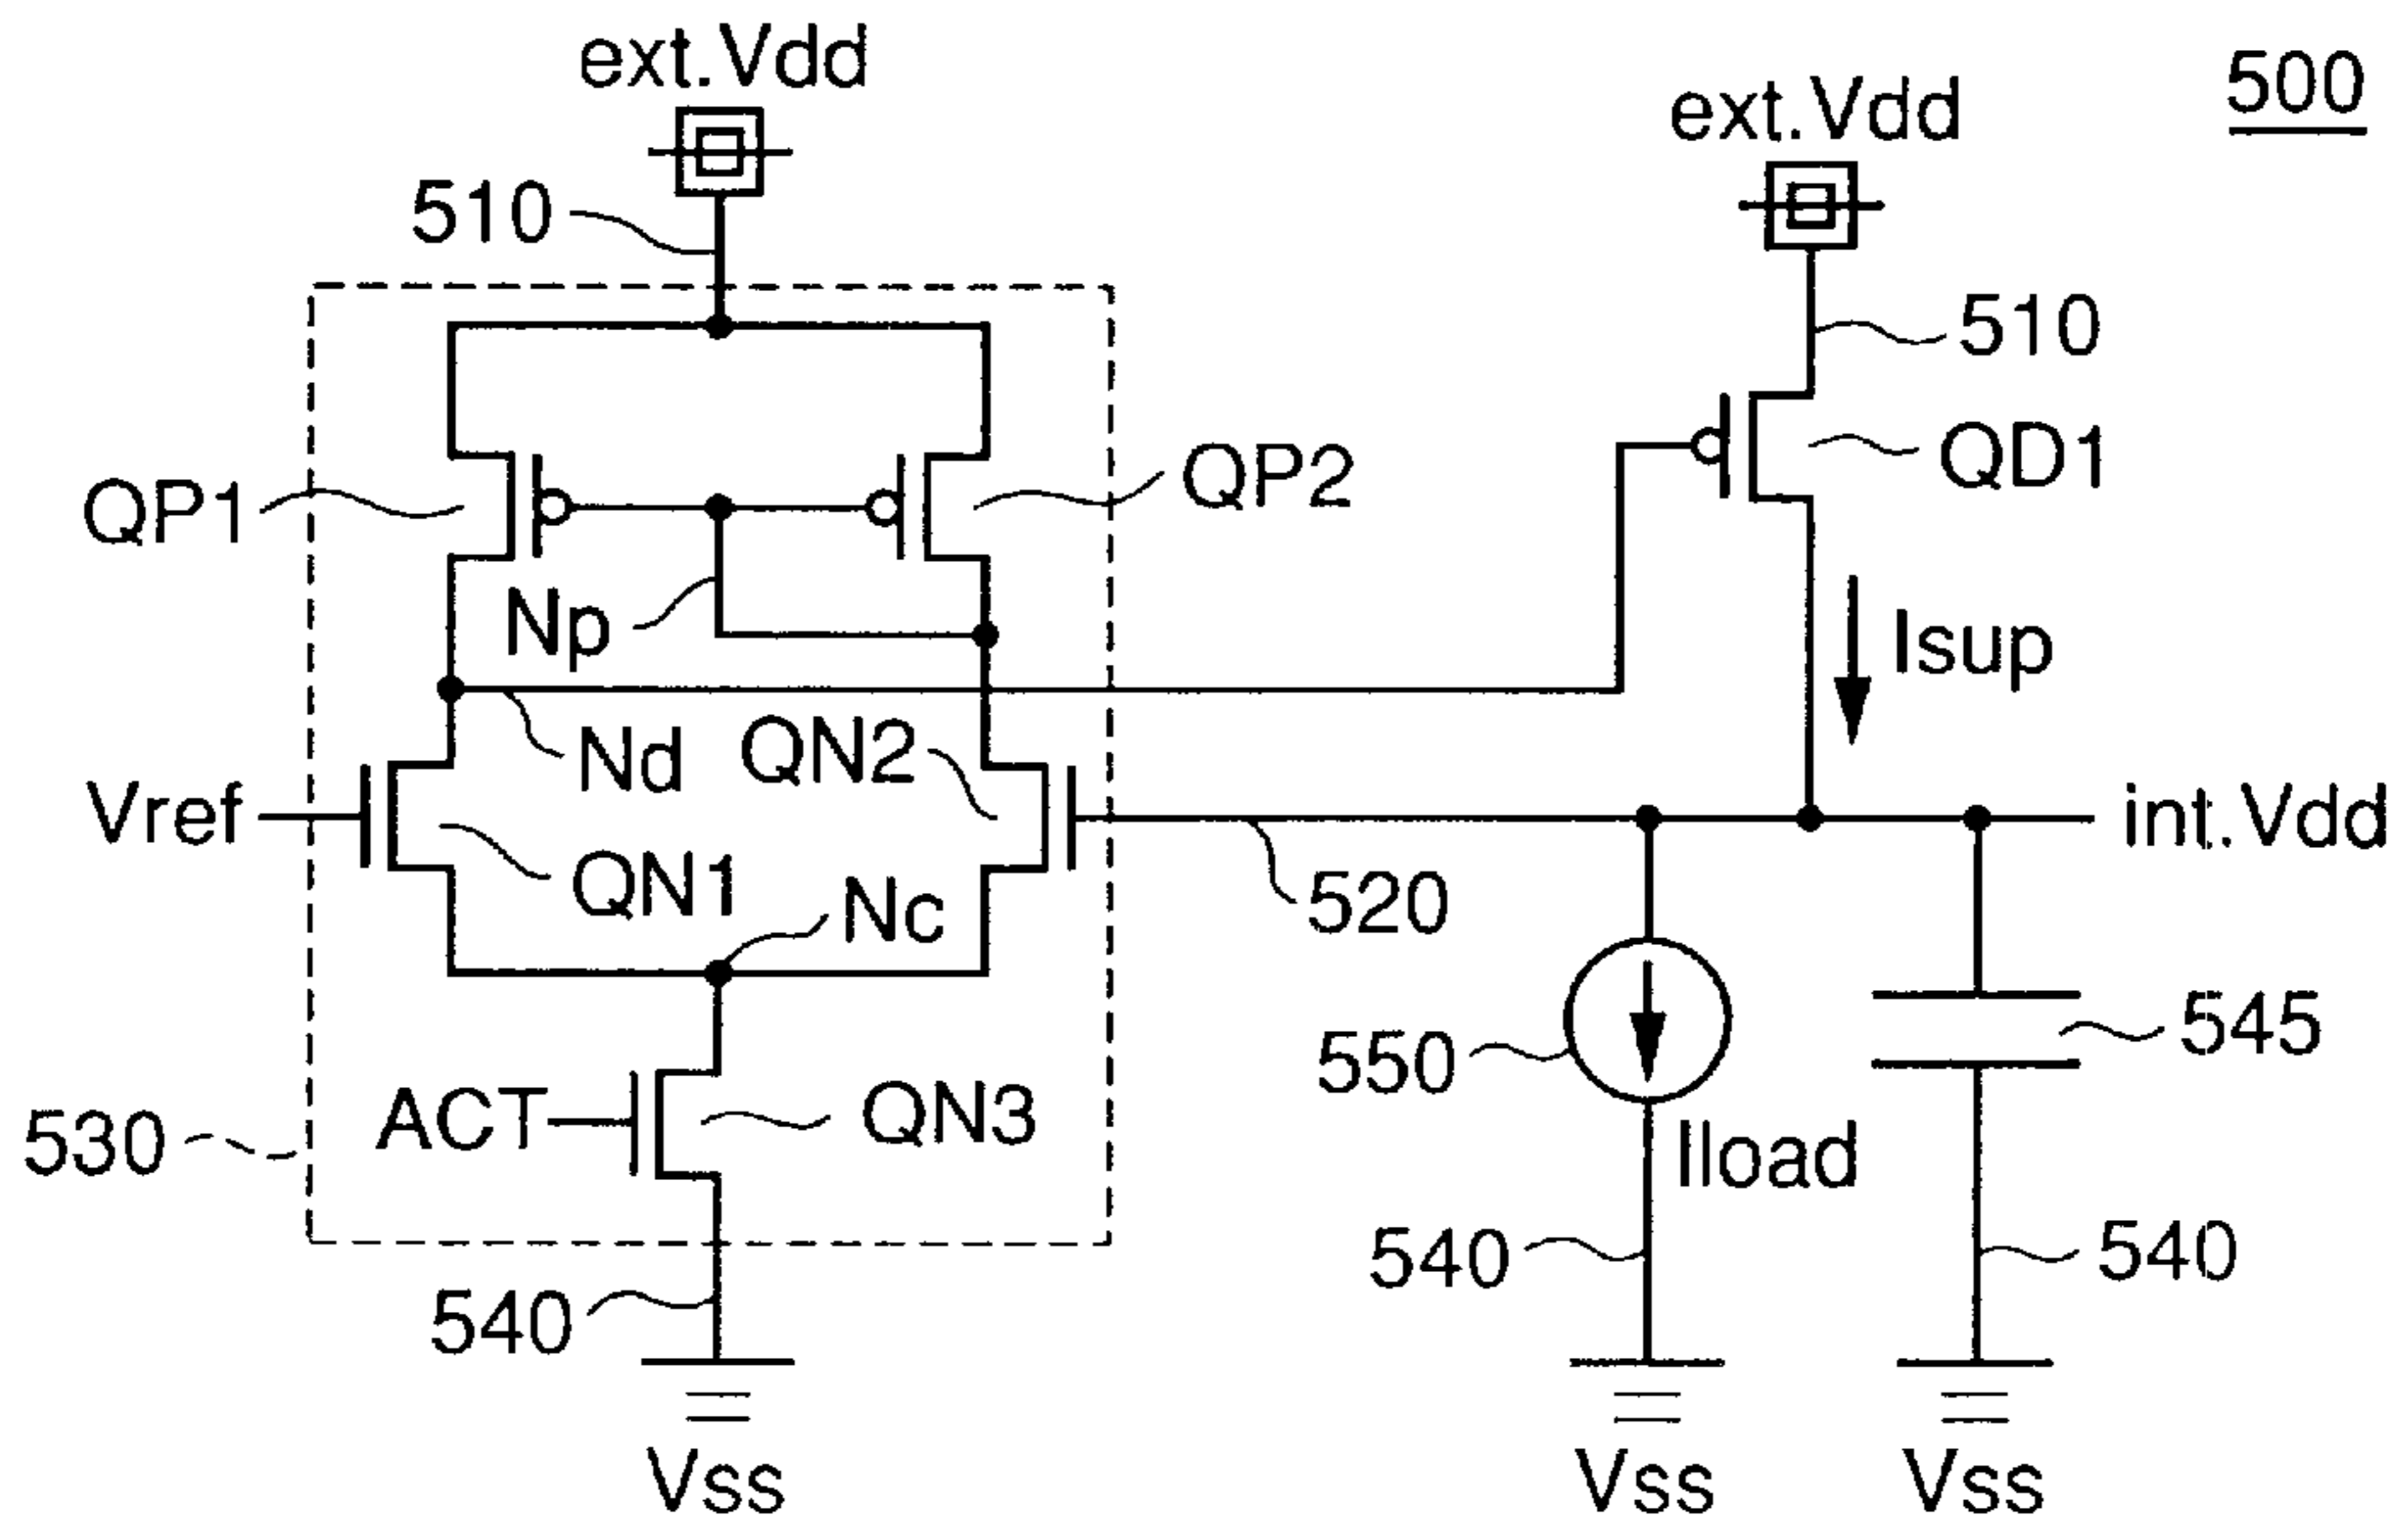 ext.Vdd
ext.Vdd
500
510
510
QP1
QP2
QD1
Np
Isup
Nd
QN2
Vref
int.Vdd
QN1
Nc
520
550
545
ACT
QN3
530
Iload
540
540
540
Vss
Vss
Vss